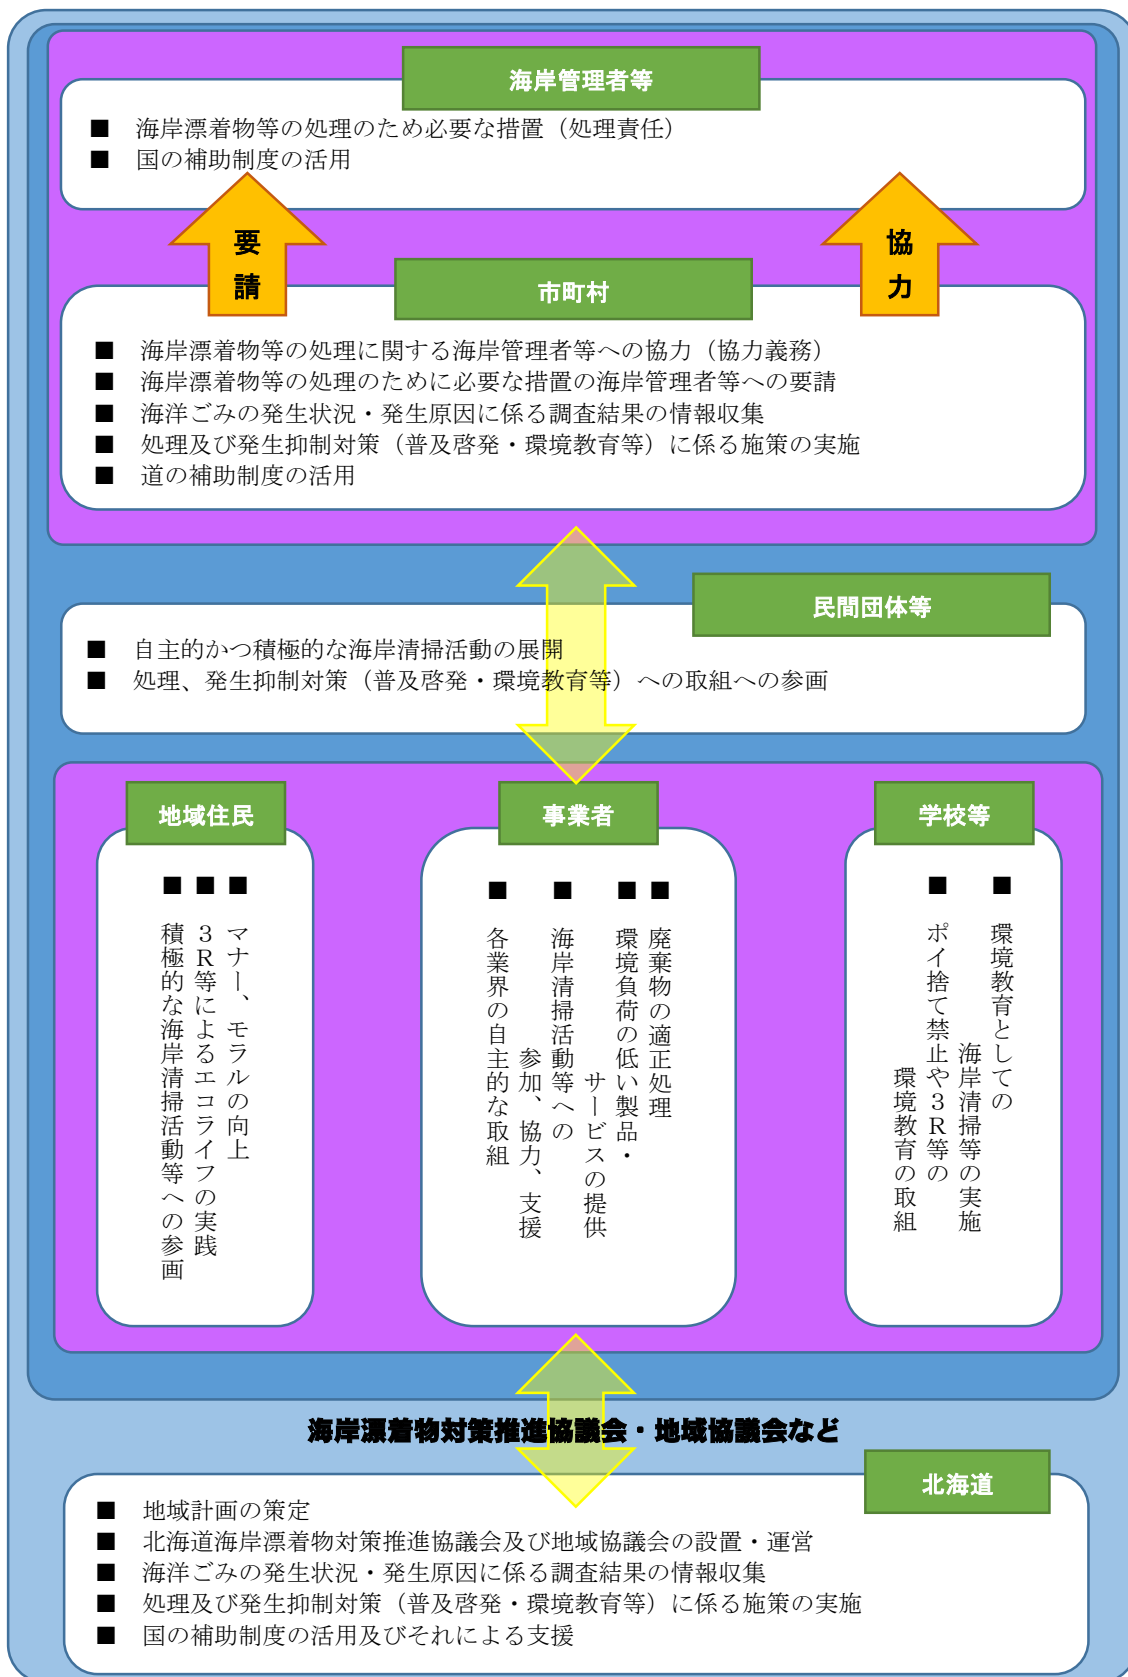 海岸管理者等
■ 海岸漂着物等の処理のため必要な措置（処理責任）
■ 国の補助制度の活用
要請
協力
市町村
■ 海岸漂着物等の処理に関する海岸管理者等への協力（協力義務）
■ 海岸漂着物等の処理のために必要な措置の海岸管理者等への要請
■ 海洋ごみの発生状況・発生原因に係る調査結果の情報収集
■ 処理及び発生抑制対策（普及啓発・環境教育等）に係る施策の実施
■ 道の補助制度の活用
民間団体等
■ 自主的かつ積極的な海岸清掃活動の展開
■ 処理、発生抑制対策（普及啓発・環境教育等）への取組への参画
地域住民
■ マナー、モラルの向上
■ ３Ｒ等によるエコライフの実践
■ 積極的な海岸清掃活動等への参画
事業者
■ 廃棄物の適正処理
■ 環境負荷の低い製品・
サービスの提供
■ 海岸清掃活動等への
参加、協力、支援
■ 各業界の自主的な取組
学校等
■ 環境教育としての
海岸清掃等の実施
■ ポイ捨て禁止や３Ｒ等の
環境教育の取組
海岸漂着物対策推進協議会・地域協議会など
北海道
■ 地域計画の策定
■ 北海道海岸漂着物対策推進協議会及び地域協議会の設置・運営
■ 海洋ごみの発生状況・発生原因に係る調査結果の情報収集
■ 処理及び発生抑制対策（普及啓発・環境教育等）に係る施策の実施
■ 国の補助制度の活用及びそれによる支援